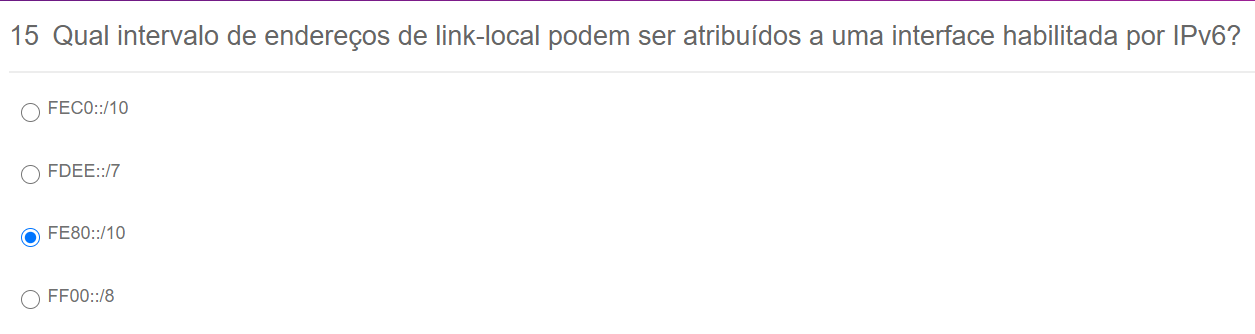 15 Qual intervalo de endereços de link-local podem ser atribuídos a uma interface habilitada por IPv6?
FEC0::/10
FDEE::/7
FE80::/10
FF00::/8